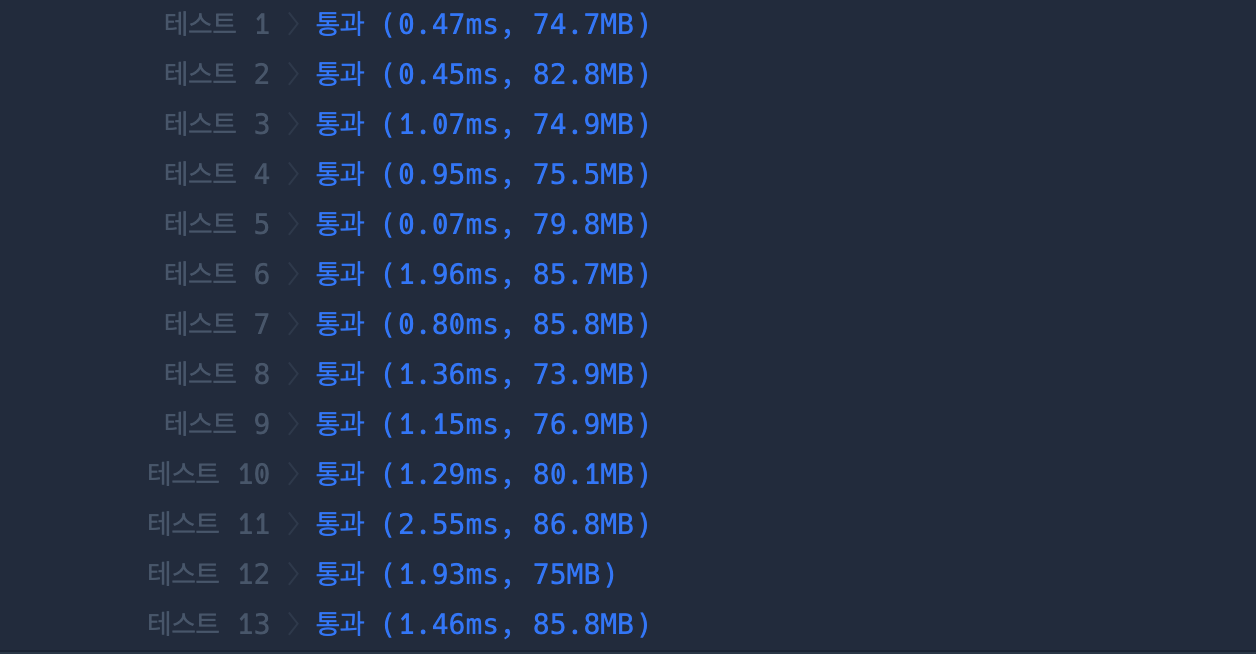 테스트 1 〉 통과 (0.47ms, 74.7MB)
테스트 2 〉 통과 (0.45ms, 82.8MB)
테스트 3 〉 통과 (1.07ms, 74.9MB)
테스트 4 〉 통과 (0.95ms, 75.5MB)
테스트 5 〉 통과 (0.07ms, 79.8MB)
테스트 6 〉 통과 (1.96ms, 85.7MB)
테스트 7 〉 통과 (0.80ms, 85.8MB)
테스트 8 〉 통과 (1.36ms, 73.9MB)
테스트 9 〉 통과 (1.15ms, 76.9MB)
테스트 10 〉 통과 (1.29ms, 80.1MB)
테스트 11 〉 통과 (2.55ms, 86.8MB)
테스트 12 〉 통과 (1.93ms, 75MB)
테스트 13 〉 통과 (1.46ms, 85.8MB)